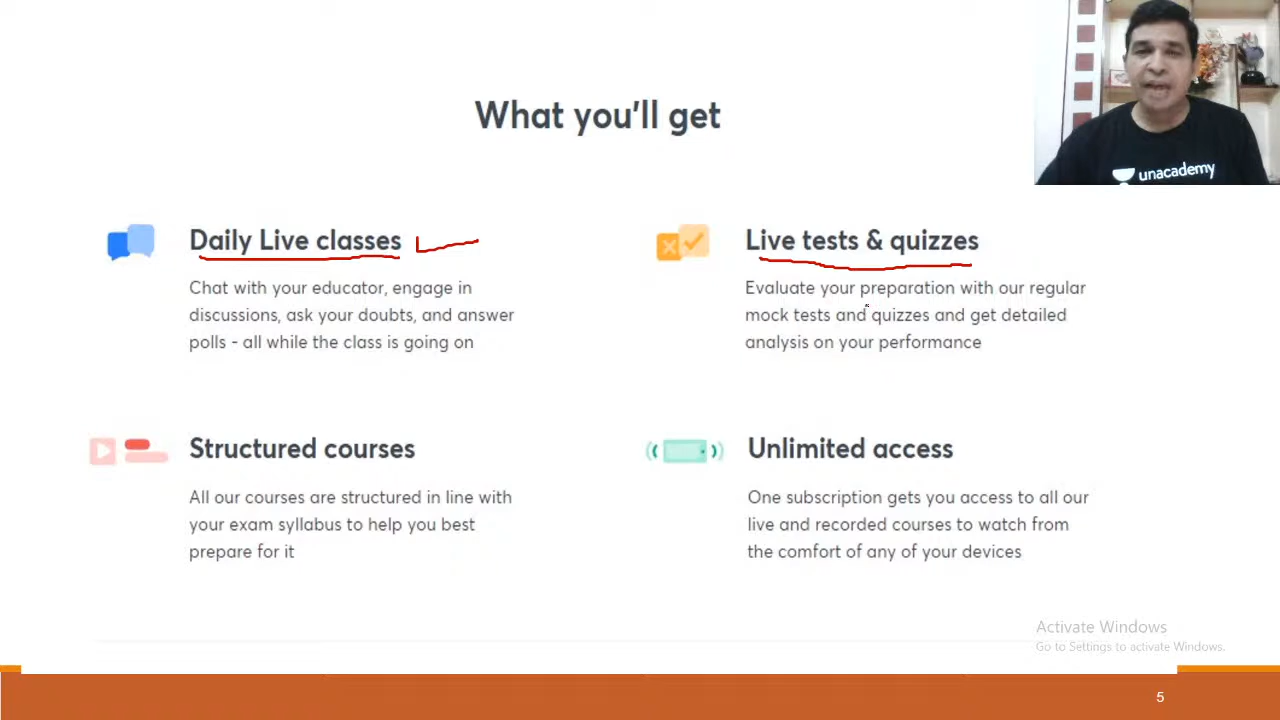 What you'll get
unacademy
Daily Live classes
Chat with your educator, engage in
discussions, ask your doubts, and answer
polls - all while the class is going on
Live tests & quizzes
Evaluate your preparation with our regular
mock tests and quizzes and get detailed
analysis on your performance
Structured courses
All our courses are structured in line with
your exam syllabus to help you best
prepare for it
Unlimited access
One subscription gets you access to all our
live and recorded courses to watch from
the comfort of any of your devices
Activate Windows
Go to Settings to activate Windows.
5